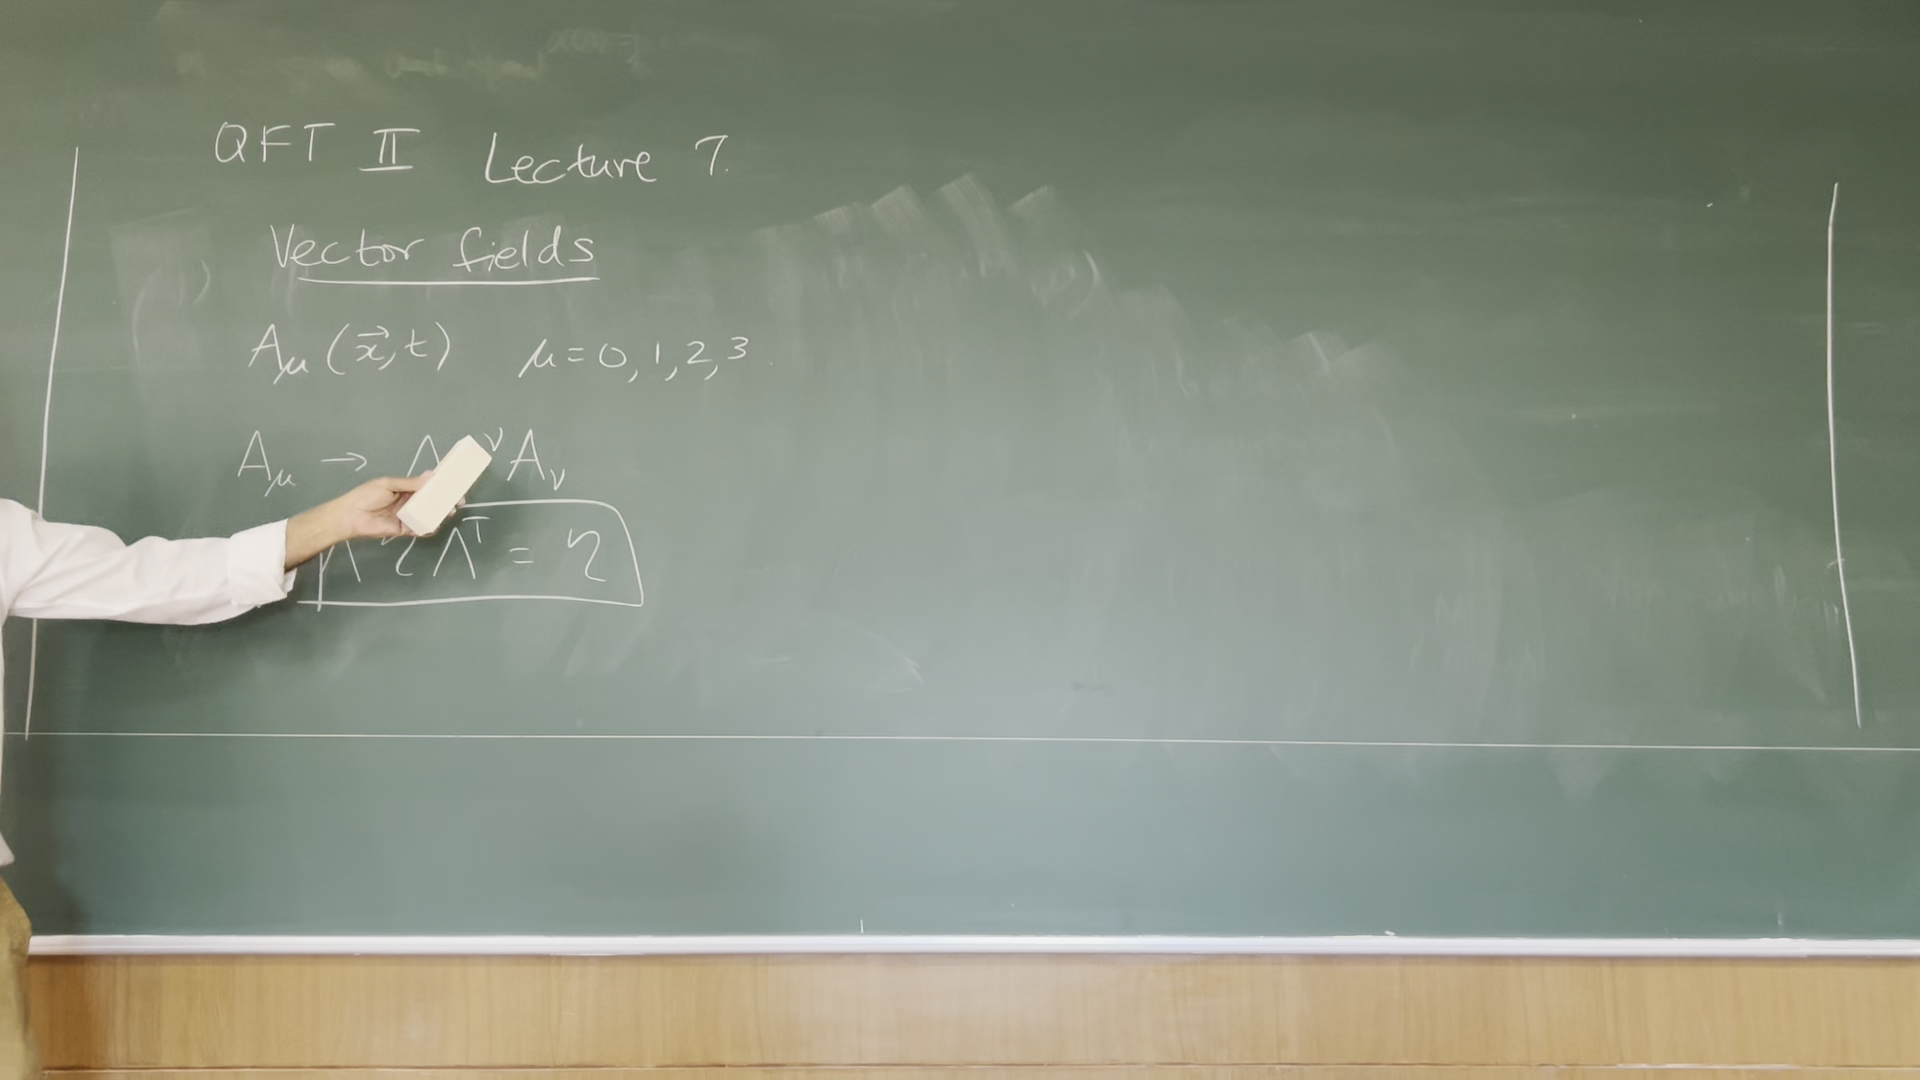 QFT II Lecture 7.
Vector fields
Aμ (x⃗,t) μ=0,1,2,3.
Aμ → Λ ν Aν
Λ η Λᵀ = η